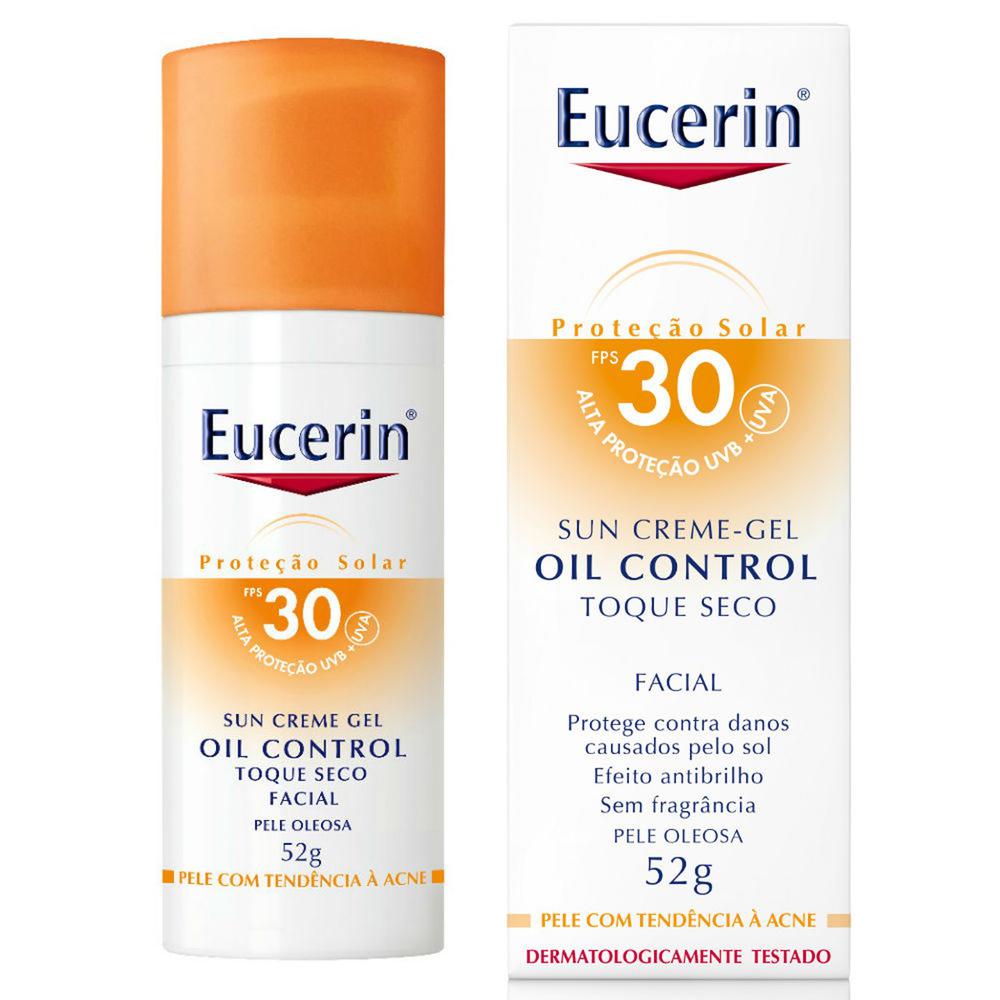 Eucerin®
Proteção Solar
FPS 30
ALTA PROTEÇÃO UVB + UVA
SUN CREME GEL
OIL CONTROL
TOQUE SECO
FACIAL
PELE OLEOSA
52g
PELE COM TENDÊNCIA À ACNE
Eucerin®
Proteção Solar
FPS 30
ALTA PROTEÇÃO UVB + UVA
SUN CREME-GEL
OIL CONTROL
TOQUE SECO
FACIAL
Protege contra danos
causados pelo sol
Efeito antibrilho
Sem fragrância
PELE OLEOSA
52g
PELE COM TENDÊNCIA À ACNE
DERMATOLOGICAMENTE TESTADO